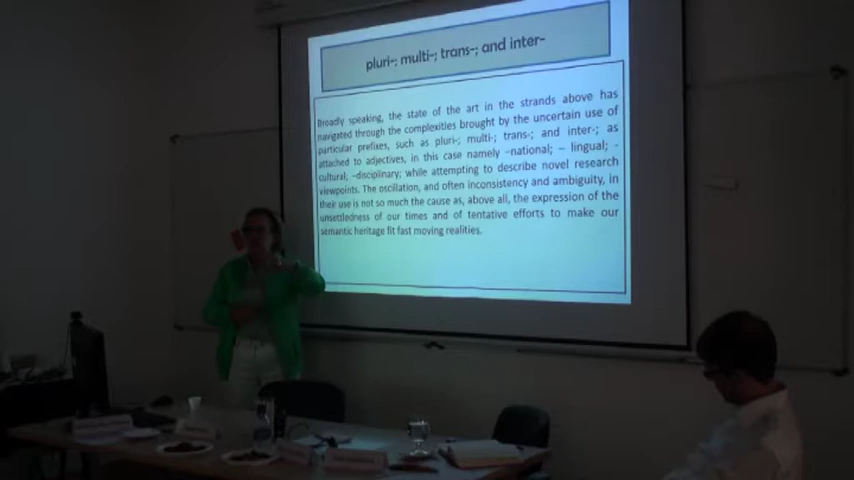 pluri-; multi-; trans-; and inter-
Broadly speaking, the state of the art in the strands above has
navigated through the complexities brought by the uncertain use of
particular prefixes, such as pluri-; multi-; trans-; and inter-; as
attached to adjectives, in this case namely –national; – lingual; -
cultural; –disciplinary; while attempting to describe novel research
viewpoints. The oscillation, and often inconsistency and ambiguity, in
their use is not so much the cause as, above all, the expression of the
unsettledness of our times and of tentative efforts to make our
semantic heritage fit fast moving realities.